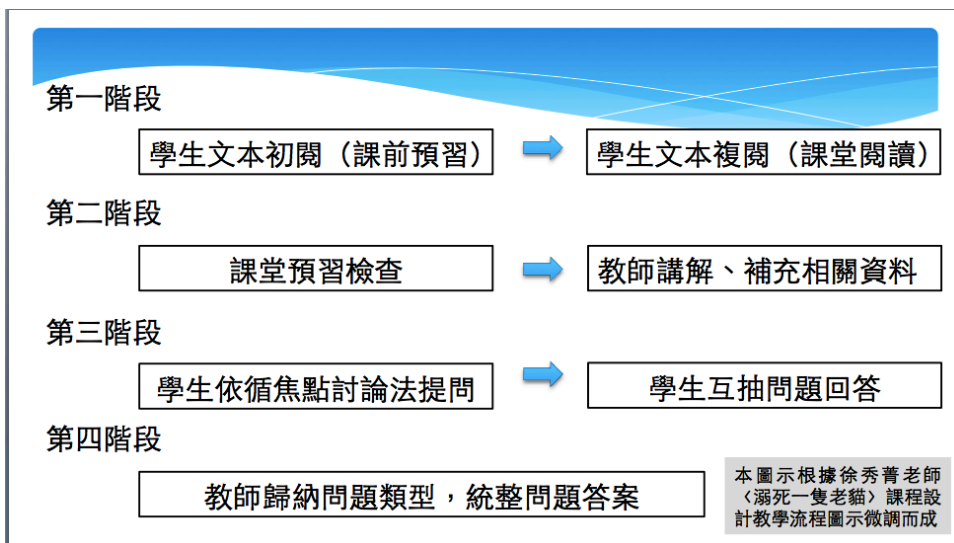 第一階段
學生文本初閱（課前預習）
學生文本複閱（課堂閱讀）
第二階段
課堂預習檢查
教師講解、補充相關資料
第三階段
學生依循焦點討論法提問
學生互抽問題回答
第四階段
教師歸納問題類型，統整問題答案
本圖示根據徐秀菁老師
〈溺死一隻老貓〉課程設
計教學流程圖示微調而成